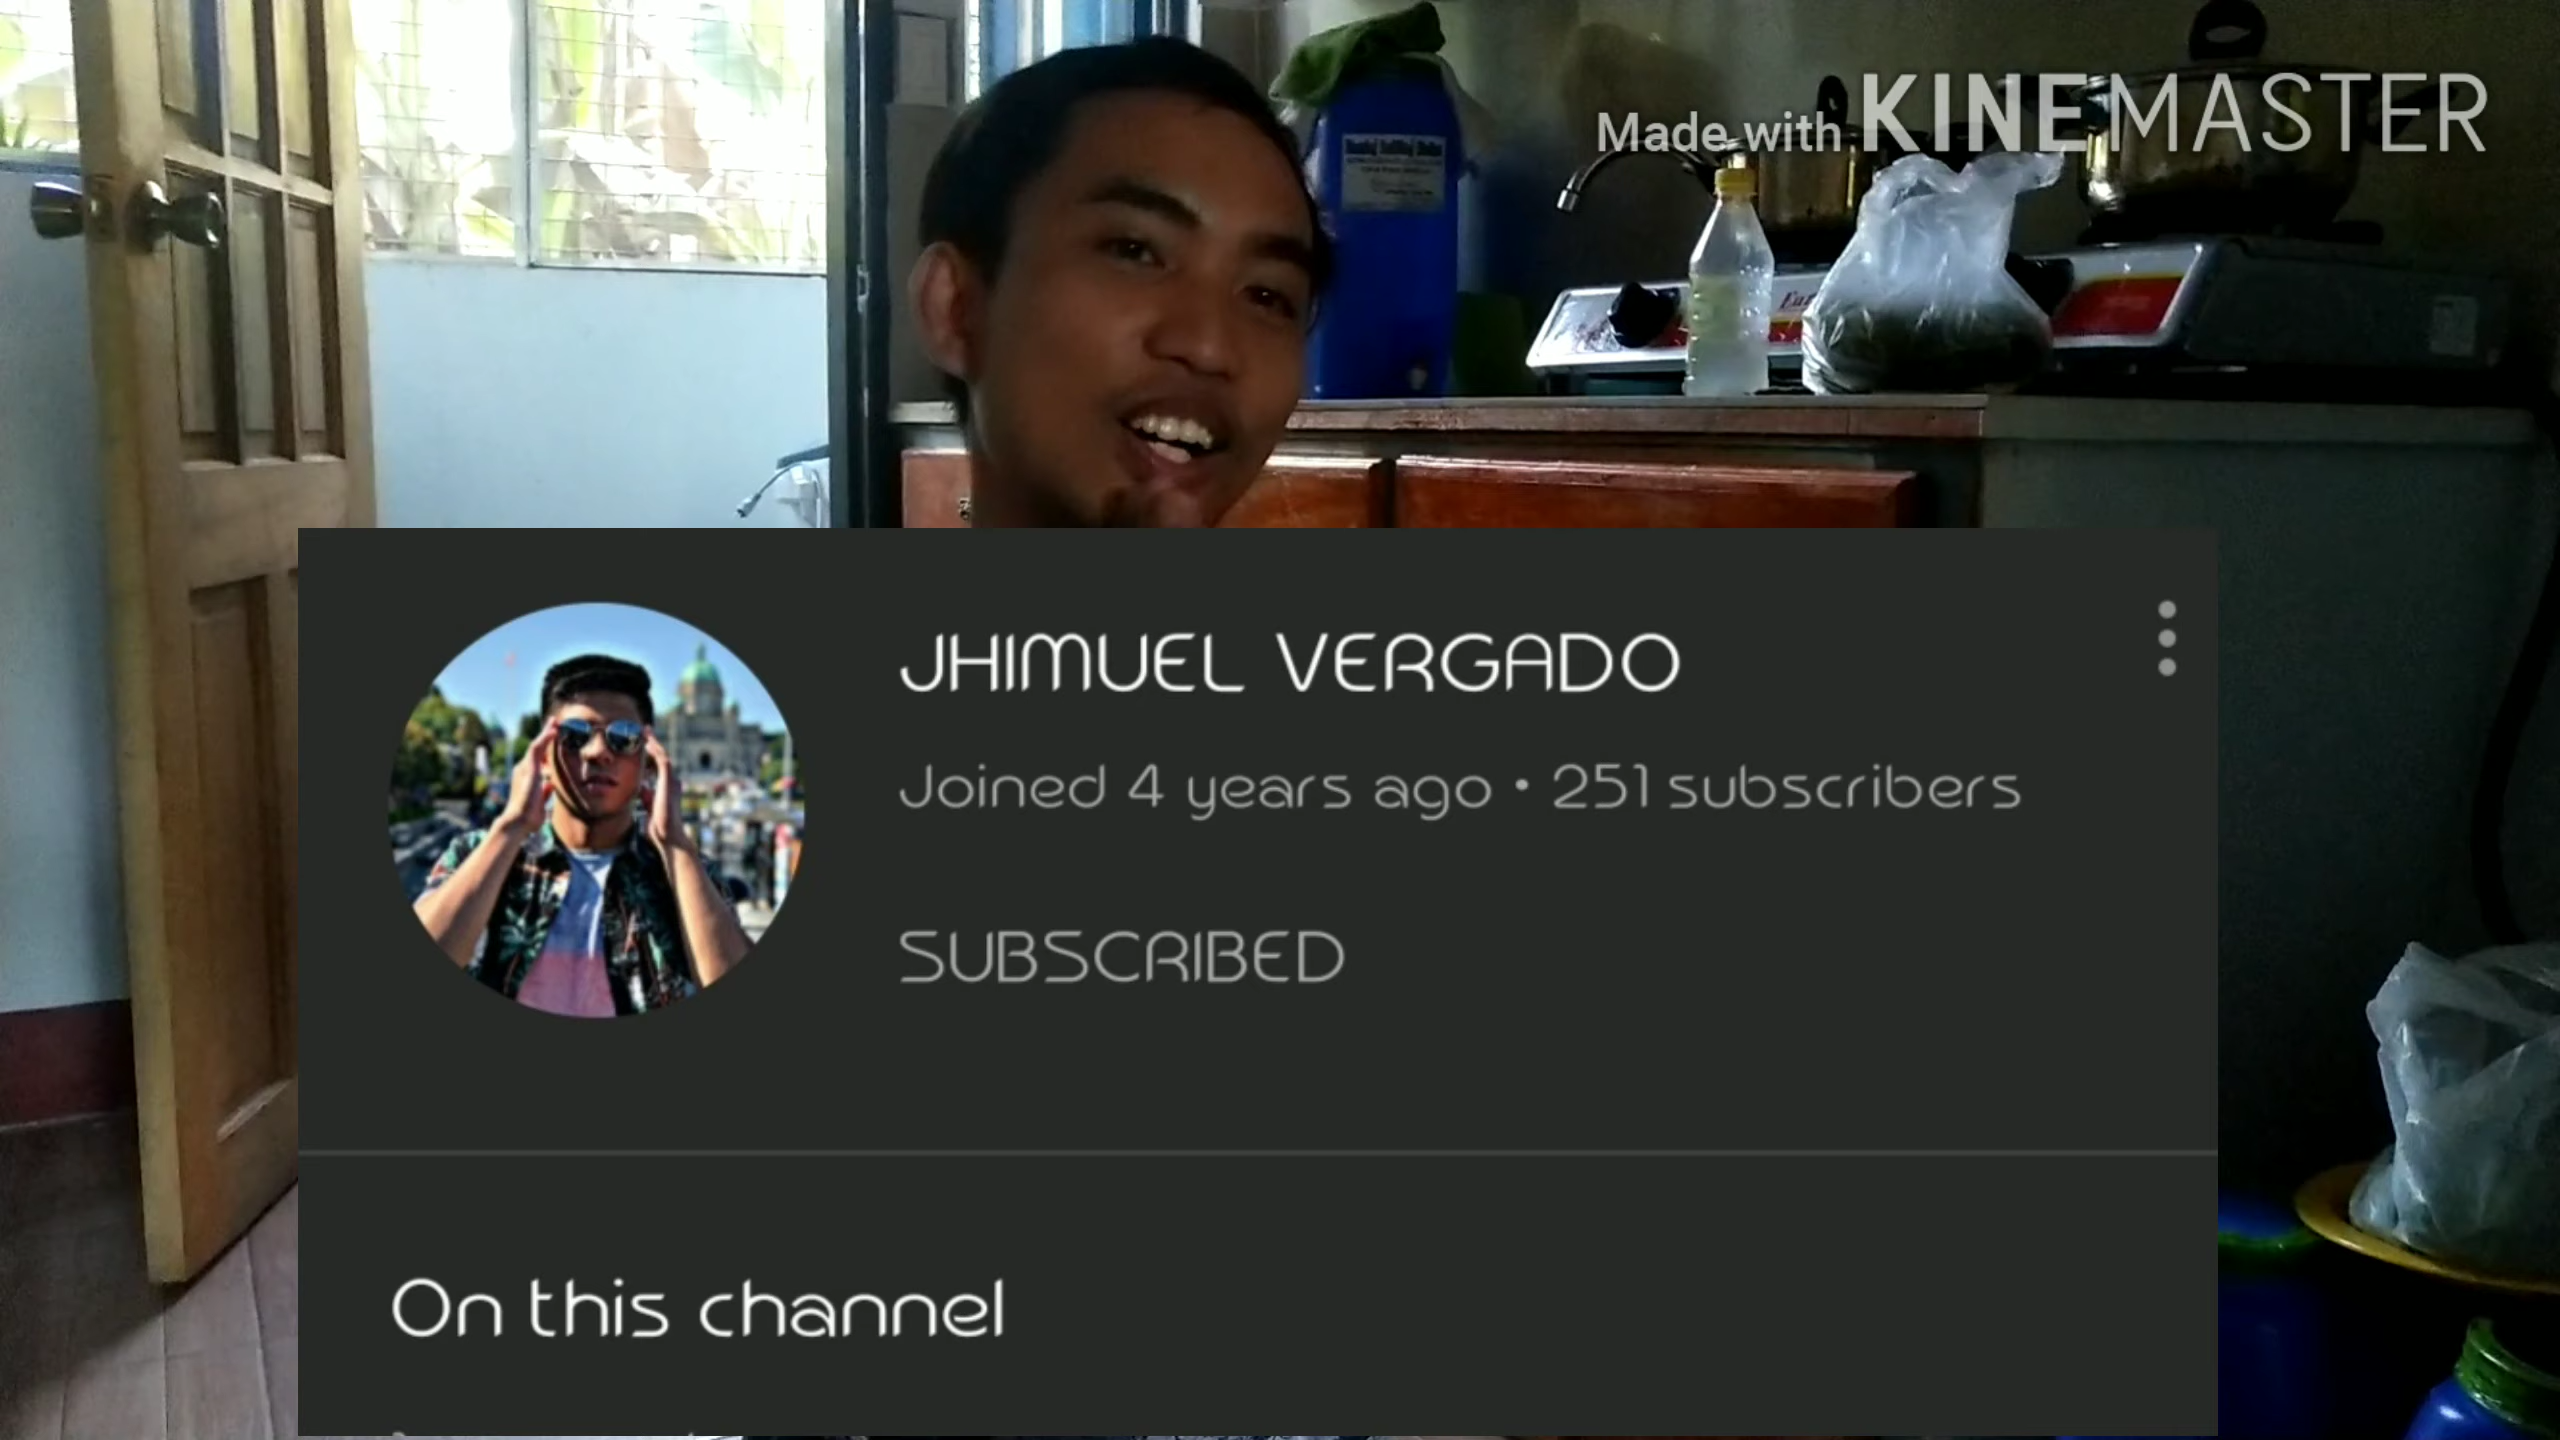 Made with KINEMASTER
JHIMUEL VERGADO
Joined 4 years ago • 251 subscribers
SUBSCRIBED
On this channel